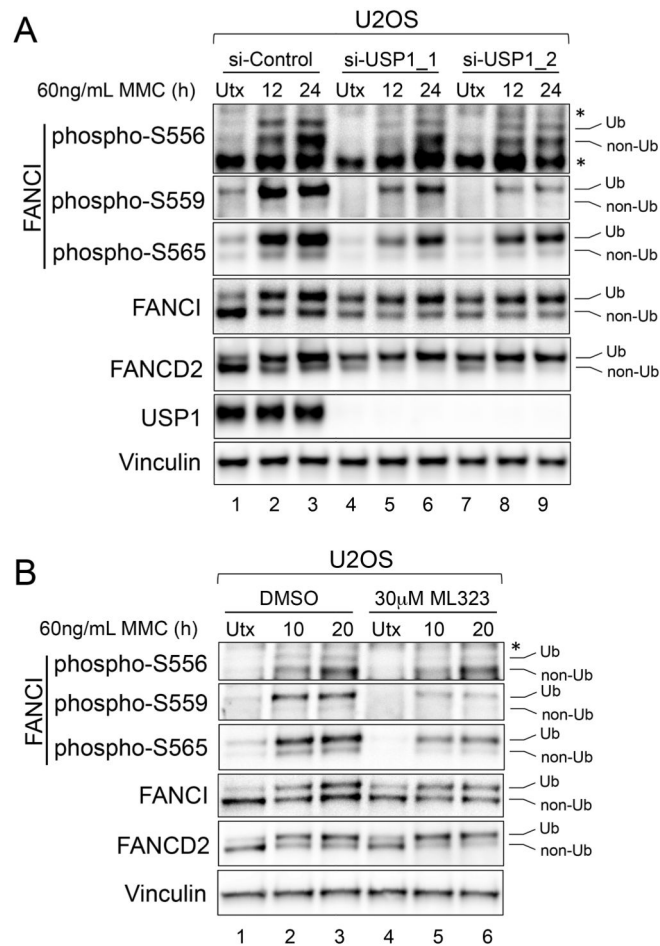 A
U2OS
si-Control si-USP1_1 si-USP1_2
60ng/mL MMC (h) Utx 12 24 Utx 12 24 Utx 12 24
FANCI
phospho-S556 * Ub non-Ub *
phospho-S559 Ub non-Ub
phospho-S565 Ub non-Ub
FANCI Ub non-Ub
FANCD2 Ub non-Ub
USP1
Vinculin
1 2 3 4 5 6 7 8 9
B
U2OS
DMSO 30μM ML323
60ng/mL MMC (h) Utx 10 20 Utx 10 20
FANCI
phospho-S556 * Ub non-Ub
phospho-S559 Ub non-Ub
phospho-S565 Ub non-Ub
FANCI Ub non-Ub
FANCD2 Ub non-Ub
Vinculin
1 2 3 4 5 6